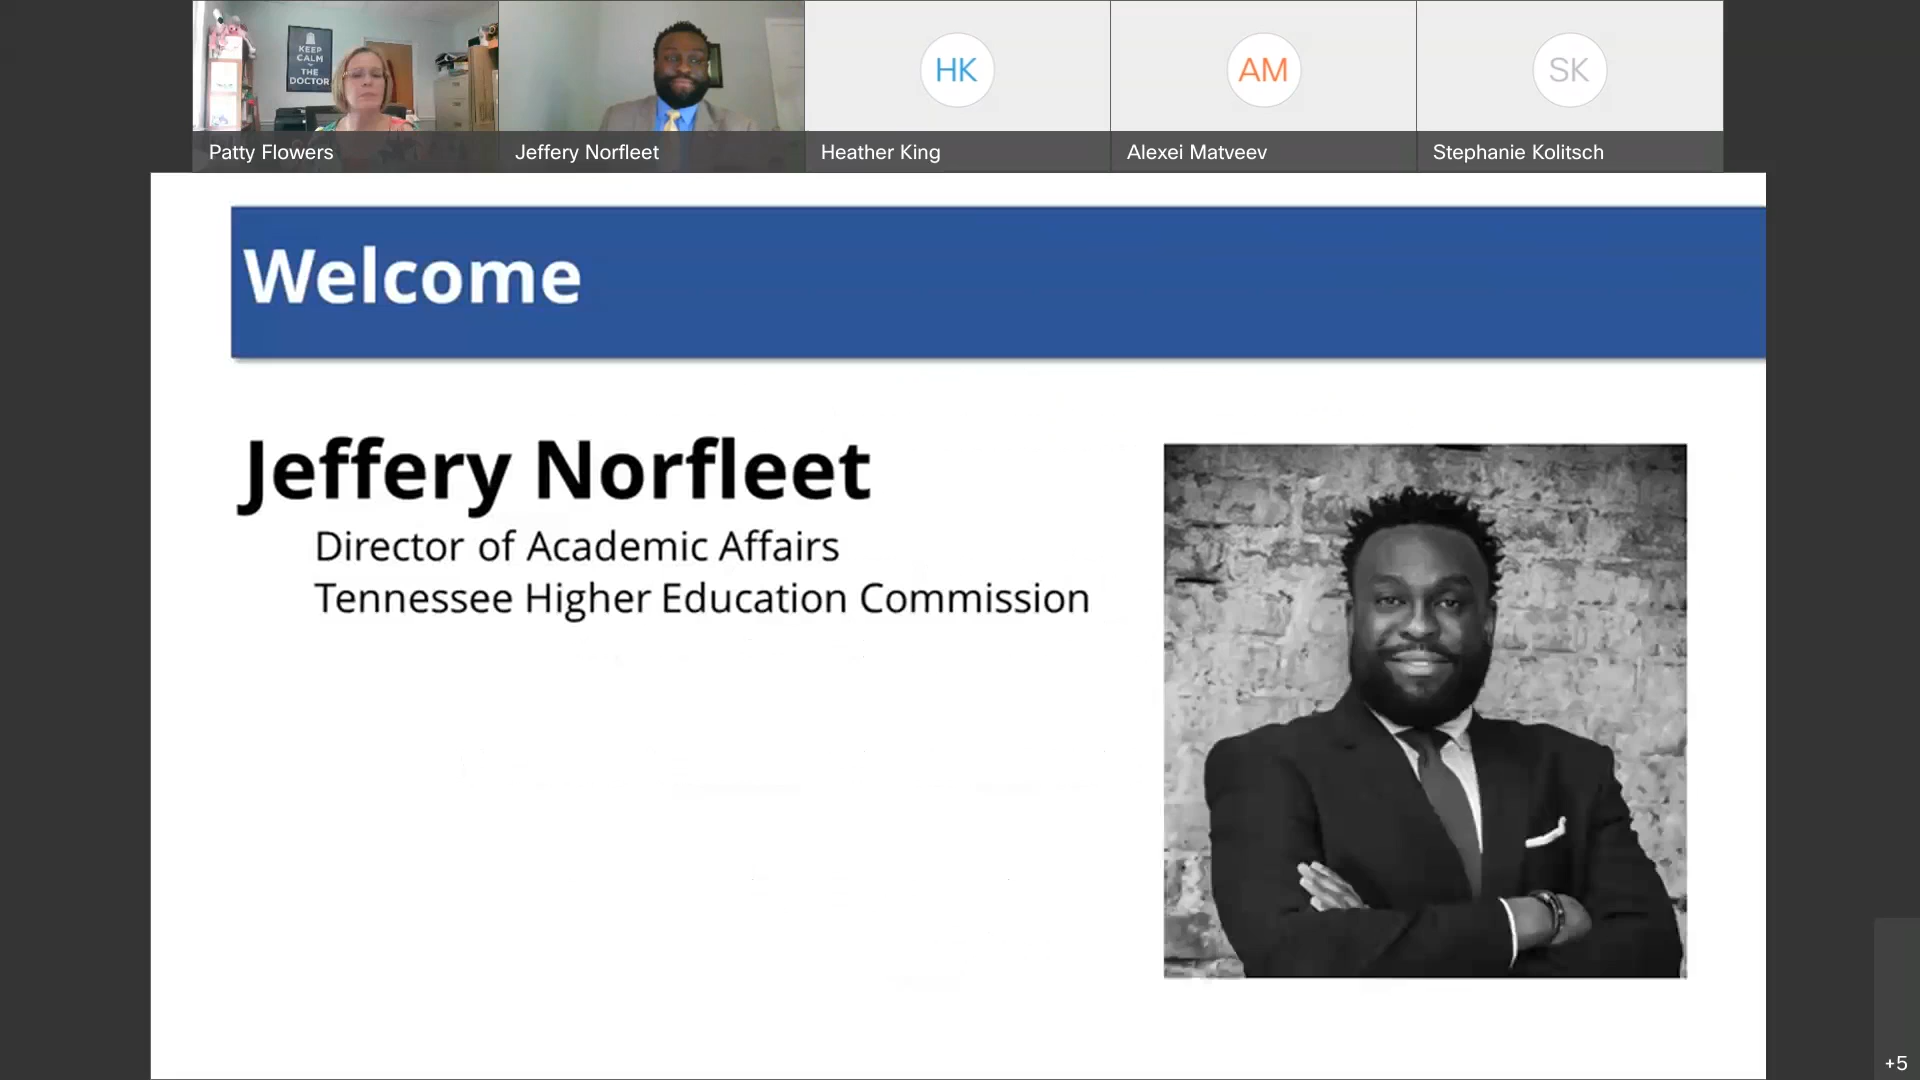 KEEP
CALM
THE
DOCTOR
Patty Flowers
Jeffery Norfleet
HK
Heather King
AM
Alexei Matveev
SK
Stephanie Kolitsch
Welcome
Jeffery Norfleet
Director of Academic Affairs
Tennessee Higher Education Commission
+5